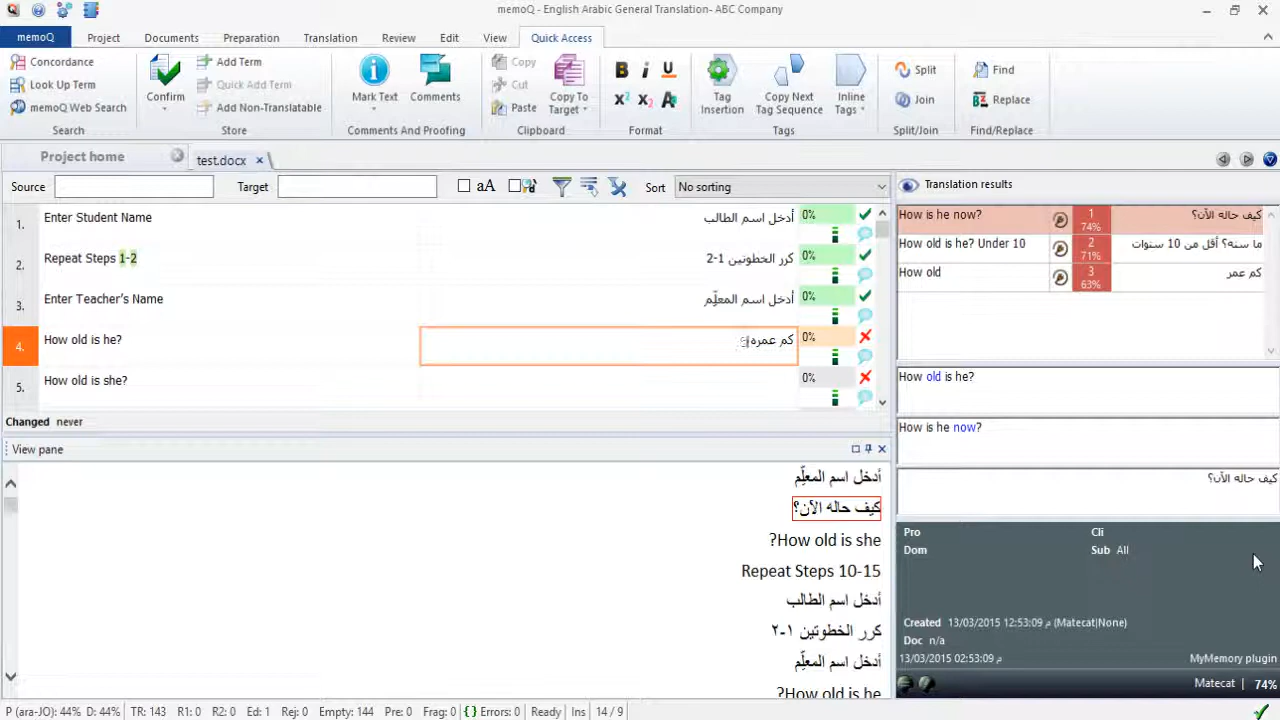 memoQ - English Arabic General Translation- ABC Company
memoQ Project Documents Preparation Translation Review Edit View Quick Access
Concordance
Look Up Term
memoQ Web Search
Search
Confirm
Add Term
Quick Add Term
Add Non-Translatable
Store
Mark Text
Comments
Comments And Proofing
Copy
Cut
Paste
Copy To Target
Clipboard
B i U
X² X₂ A
Format
Tag Insertion
Copy Next Tag Sequence
Inline Tags
Tags
Split
Join
Split/Join
Find
Replace
Find/Replace
Project home
test.docx
Source Target aA Sort No sorting
1. Enter Student Name أدخل اسم الطالب 0%
2. Repeat Steps 1-2 كرر الخطوتين 1-2 0%
3. Enter Teacher’s Name أدخل اسم المعلِّم 0%
4. How old is he? كم عمره 0%
5. How old is she? 0%
Changed never
View pane
أدخل اسم المعلِّم
كيف حاله الآن؟
How old is she?
Repeat Steps 10-15
أدخل اسم الطالب
كرر الخطوتين ١-٢
أدخل اسم المعلِّم
How old is he?
Translation results
How is he now? 1 74% كيف حاله الآن؟
How old is he? Under 10 2 71% ما سنه؟ أقل من 10 سنوات
How old 3 63% كم عمر
How old is he?
How is he now?
كيف حاله الآن؟
Pro Cli
Dom Sub All
Created 13/03/2015 12:53:09 م (Matecat|None)
Doc n/a
13/03/2015 02:53:09 م MyMemory plugin
Matecat | 74%
P (ara-JO): 44% D: 44% TR: 143 R1: 0 R2: 0 Ed: 1 Rej: 0 Empty: 144 Pre: 0 Frag: 0 {} Errors: 0 Ready Ins 14 / 9